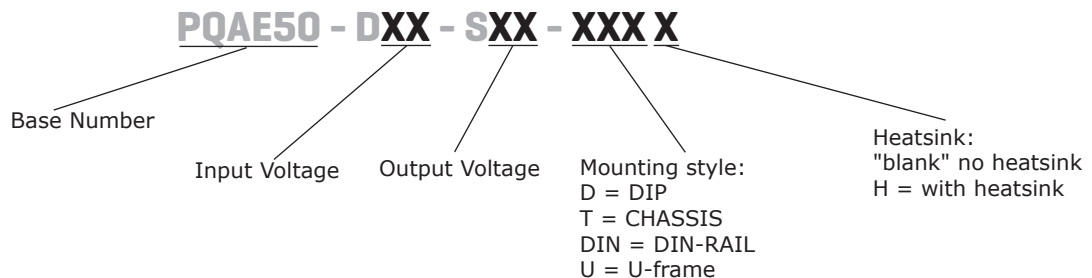 PQAE50 - DXX - SXX - XXX X
Base Number
Input Voltage
Output Voltage
Mounting style:
D = DIP
T = CHASSIS
DIN = DIN-RAIL
U = U-frame
Heatsink:
"blank" no heatsink
H = with heatsink